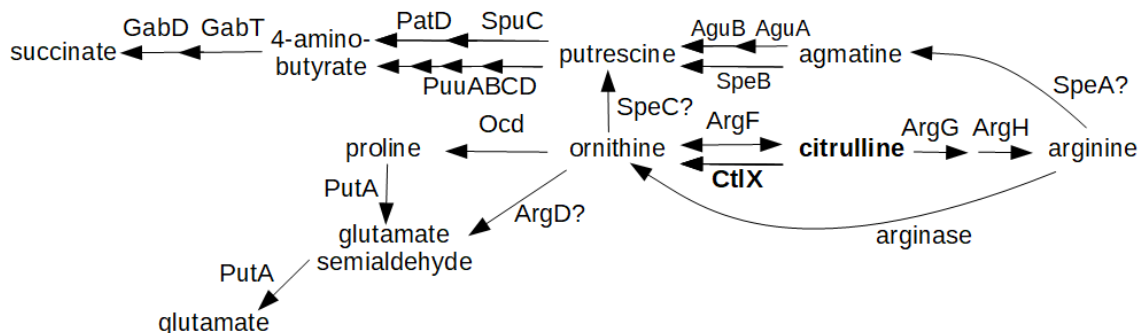 GabD GabT
PatD SpuC
AguB AguA
succinate
4-amino-
butyrate
putrescine
agmatine
PuuABCD
SpeB
SpeC?
SpeA?
Ocd
ArgF
ArgG ArgH
proline
ornithine
citrulline
arginine
CtlX
PutA
ArgD?
arginase
glutamate
semialdehyde
PutA
glutamate